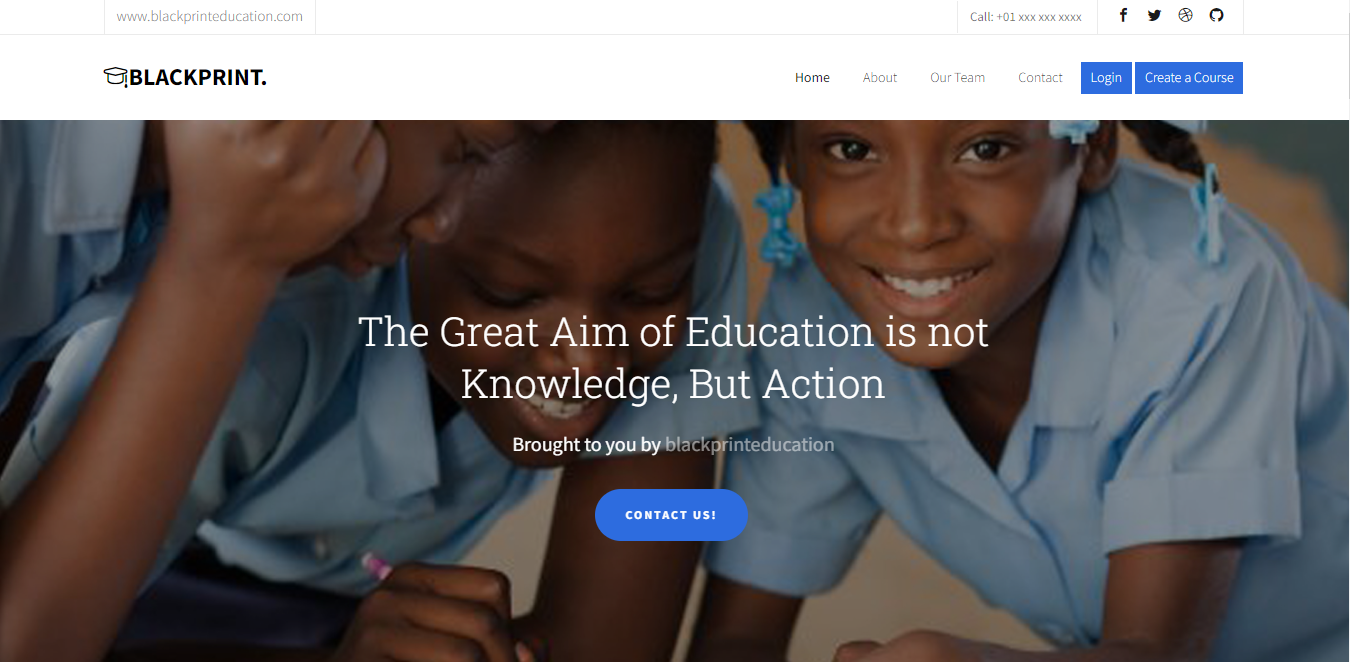 www.blackprinteducation.com
Call: +01 xxx xxx xxxx
BLACKPRINT.
Home About Our Team Contact Login Create a Course
The Great Aim of Education is not
Knowledge, But Action
Brought to you by blackprinteducation
CONTACT US!